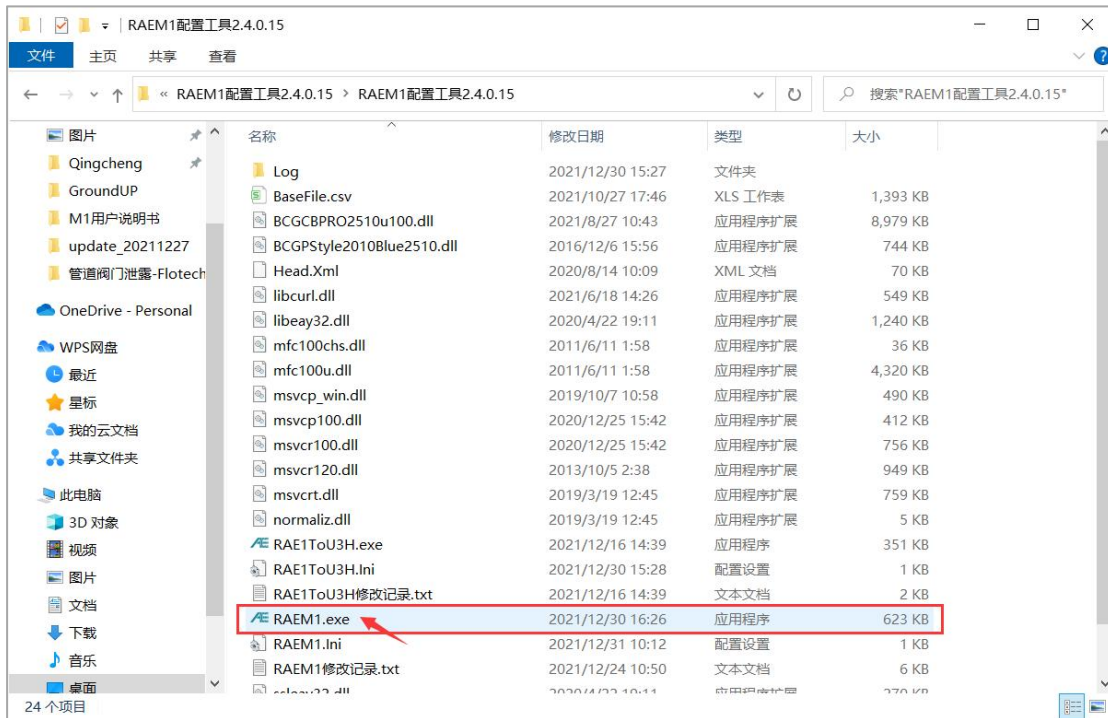 RAEM1配置工具2.4.0.15
文件 主页 共享 查看
« RAEM1配置工具2.4.0.15 > RAEM1配置工具2.4.0.15 搜索"RAEM1配置工具2.4.0.15"
名称 修改日期 类型 大小
图片
Qingcheng
GroundUP
M1用户说明书
update_20211227
管道阀门泄露-Flotech
OneDrive - Personal
WPS网盘
最近
星标
我的云文档
共享文件夹
此电脑
3D 对象
视频
图片
文档
下载
音乐
桌面
Log 2021/12/30 15:27 文件夹
BaseFile.csv 2021/10/27 17:46 XLS 工作表 1,393 KB
BCGCBPRO2510u100.dll 2021/8/27 10:43 应用程序扩展 8,979 KB
BCGPStyle2010Blue2510.dll 2016/12/6 15:56 应用程序扩展 744 KB
Head.Xml 2020/8/14 10:09 XML 文档 70 KB
libcurl.dll 2021/6/18 14:26 应用程序扩展 549 KB
libeay32.dll 2020/4/22 19:11 应用程序扩展 1,240 KB
mfc100chs.dll 2011/6/11 1:58 应用程序扩展 36 KB
mfc100u.dll 2011/6/11 1:58 应用程序扩展 4,320 KB
msvcp_win.dll 2019/10/7 10:58 应用程序扩展 490 KB
msvcp100.dll 2020/12/25 15:42 应用程序扩展 412 KB
msvcr100.dll 2020/12/25 15:42 应用程序扩展 756 KB
msvcr120.dll 2013/10/5 2:38 应用程序扩展 949 KB
msvcrt.dll 2019/3/19 12:45 应用程序扩展 759 KB
normaliz.dll 2019/3/19 12:45 应用程序扩展 5 KB
RAE1ToU3H.exe 2021/12/16 14:39 应用程序 351 KB
RAE1ToU3H.Ini 2021/12/30 15:28 配置设置 1 KB
RAE1ToU3H修改记录.txt 2021/12/16 14:39 文本文档 2 KB
RAEM1.exe 2021/12/30 16:26 应用程序 623 KB
RAEM1.Ini 2021/12/31 10:12 配置设置 1 KB
RAEM1修改记录.txt 2021/12/24 10:50 文本文档 6 KB
ssleay32.dll 2020/4/22 19:11 应用程序扩展 270 KB
24 个项目